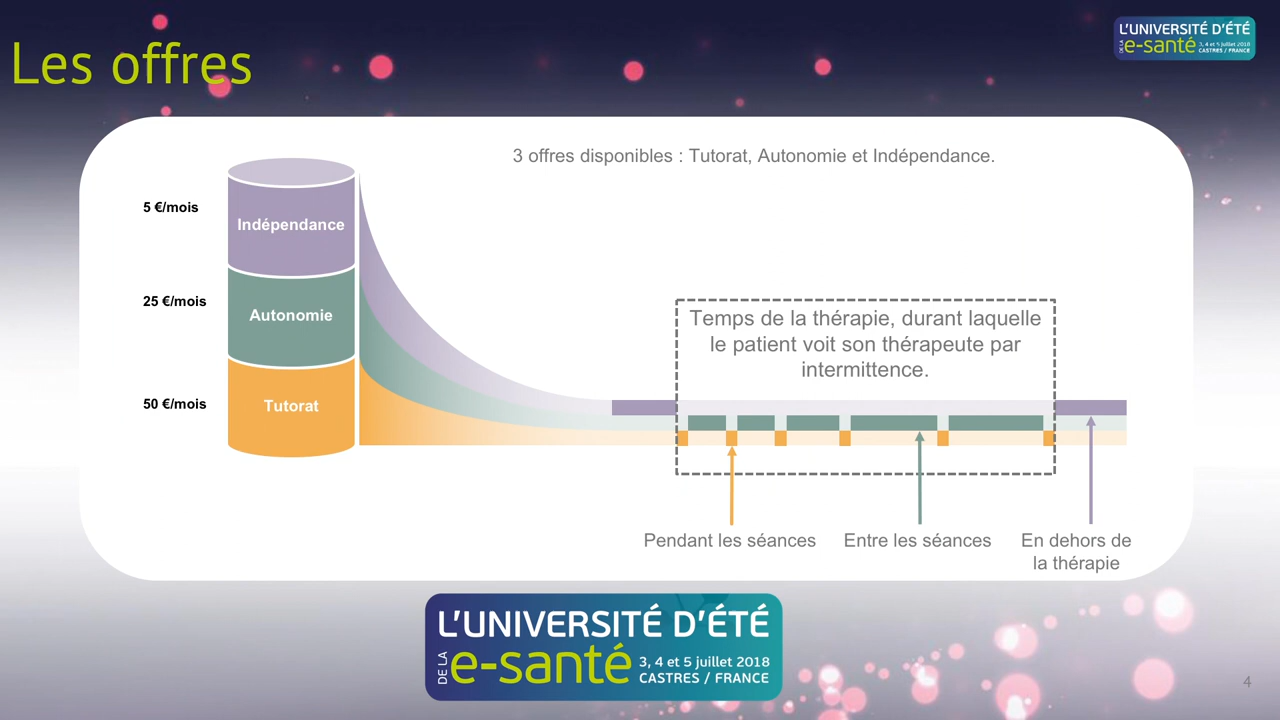 Les offres
L'UNIVERSITÉ D'ÉTÉ
DE LA
e-santé
3, 4 et 5 juillet 2018
CASTRES / FRANCE
3 offres disponibles : Tutorat, Autonomie et Indépendance.
5 €/mois
Indépendance
25 €/mois
Autonomie
50 €/mois
Tutorat
Temps de la thérapie, durant laquelle
le patient voit son thérapeute par
intermittence.
Pendant les séances
Entre les séances
En dehors de
la thérapie
L'UNIVERSITÉ D'ÉTÉ
DE LA
e-santé
3, 4 et 5 juillet 2018
CASTRES / FRANCE
4